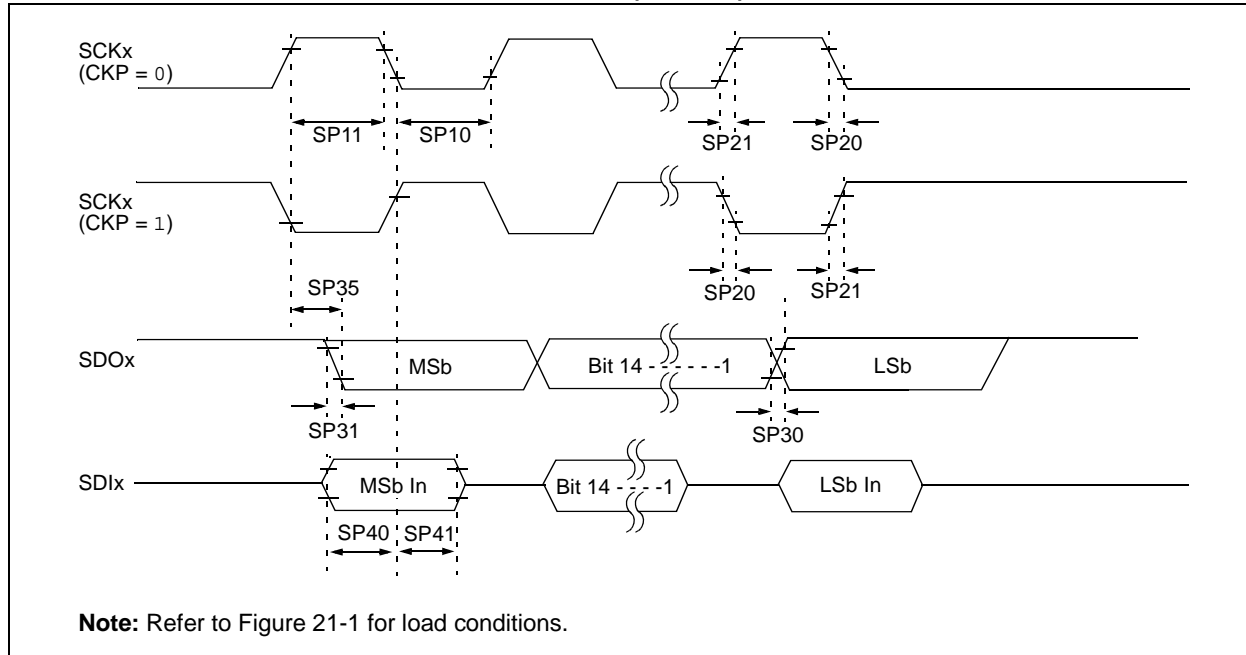 SCKx
(CKP = 0)
SP11
SP10
SP21
SP20
SCKx
(CKP = 1)
SP35
SP20
SP21
SDOx
MSb
Bit 14 - - - - - - -1
LSb
SP31
SP30
SDIx
MSb In
Bit 14 - - - -1
LSb In
SP40
SP41
Note: Refer to Figure 21-1 for load conditions.